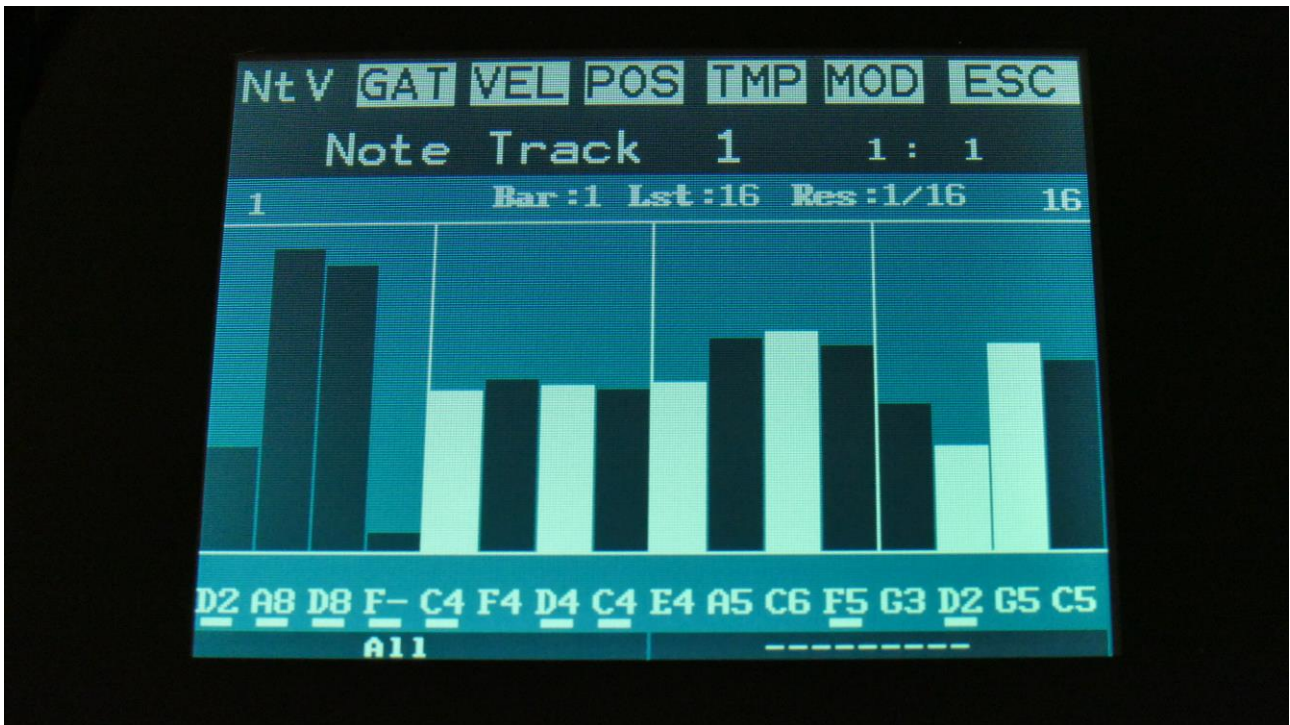 NtV GAT VEL POS TMP MOD ESC
Note Track 1 1: 1
1 Bar:1 Lst:16 Res:1/16 16
D2 A8 D8 F- C4 F4 D4 C4 E4 A5 C6 F5 G3 D2 G5 C5
All ---------